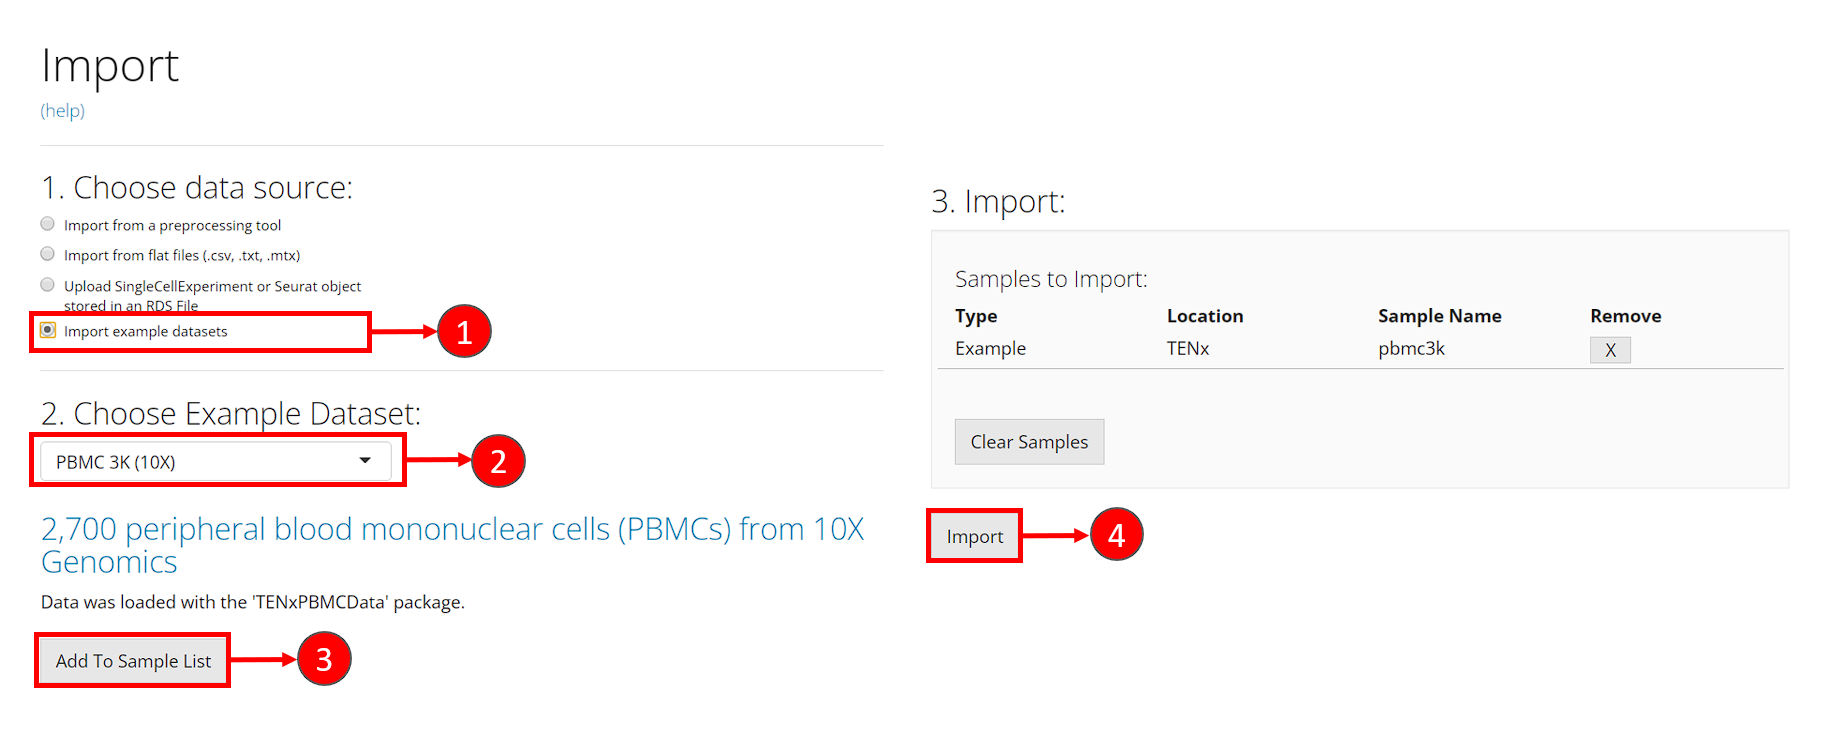 Import
(help)
1. Choose data source:
Import from a preprocessing tool
Import from flat files (.csv, .txt, .mtx)
Upload SingleCellExperiment or Seurat object
stored in an RDS File
Import example datasets
1
2. Choose Example Dataset:
PBMC 3K (10X)
2
2,700 peripheral blood mononuclear cells (PBMCs) from 10X
Genomics
Data was loaded with the 'TENxPBMCData' package.
Add To Sample List
3
3. Import:
Samples to Import:
Type Location Sample Name Remove
Example TENx pbmc3k X
Clear Samples
Import
4